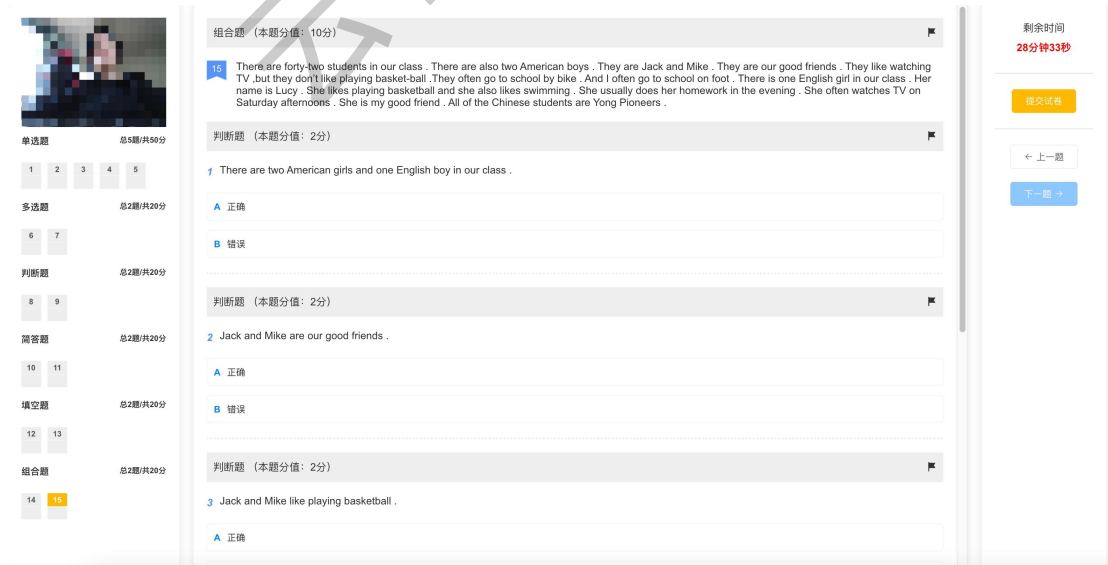 组合题 (本题分值：10分)
15 There are forty-two students in our class . There are also two American boys . They are Jack and Mike . They are our good friends . They like watching
TV ,but they don't like playing basket-ball .They often go to school by bike . And I often go to school on foot . There is one English girl in our class . Her
name is Lucy . She likes playing basketball and she also likes swimming . She usually does her homework in the evening . She often watches TV on
Saturday afternoons . She is my good friend . All of the Chinese students are Yong Pioneers .
判断题 (本题分值：2分)
1 There are two American girls and one English boy in our class .
A 正确
B 错误
判断题 (本题分值：2分)
2 Jack and Mike are our good friends .
A 正确
B 错误
判断题 (本题分值：2分)
3 Jack and Mike like playing basketball .
A 正确
单选题 总5题/共50分
1 2 3 4 5
多选题 总2题/共20分
6 7
判断题 总2题/共20分
8 9
简答题 总2题/共20分
10 11
填空题 总2题/共20分
12 13
组合题 总2题/共20分
14 15
剩余时间
28分钟33秒
提交试卷
← 上一题
下一题 →